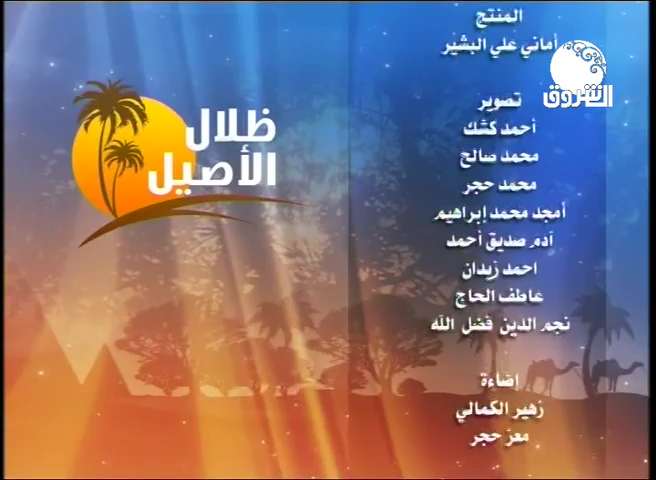 المنتج
أماني علي البشير
الشروق
تصوير
أحمد كشك
محمد صالح
محمد حجر
أمجد محمد إبراهيم
آدم صديق أحمد
احمد زيدان
عاطف الحاج
نجم الدين فضل الله
إضاءة
زهير الكمالي
معز حجر
ظلال
الأصيل